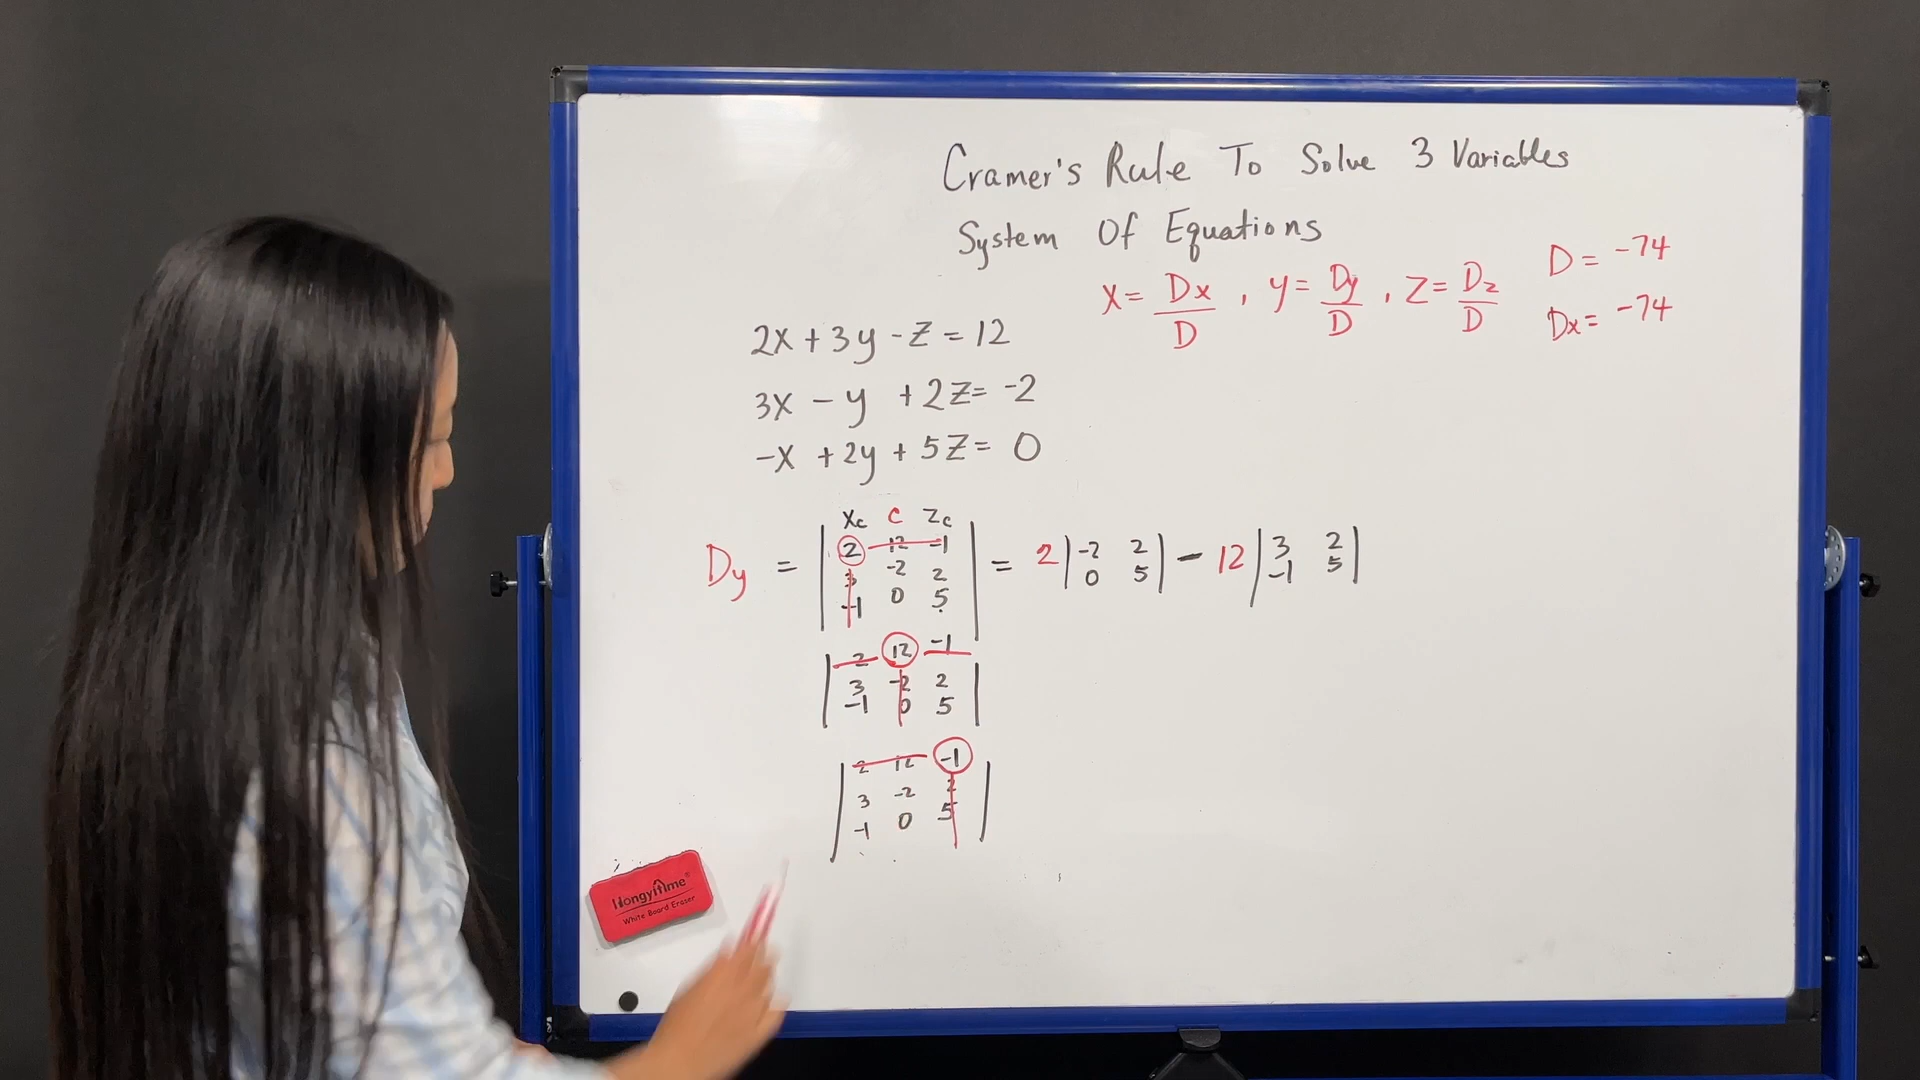 Cramer's Rule To Solve 3 Variables
System Of Equations
D = -74
X = Dx/D , y = Dy/D , Z = Dz/D
Dx = -74
2x + 3y - z = 12
3x - y + 2z = -2
-x + 2y + 5z = 0
Xc C Zc
Dy = | 2 12 -1 | = 2 | -2 2 | - 12 | 3 2 |
3 -2 2
0 5
-1 5
-1 0 5
2 12 -1
3 -2 2
-1 0 5
2 12 -1
3 -2 2
-1 0 5
Hongyitime®
White Board Eraser